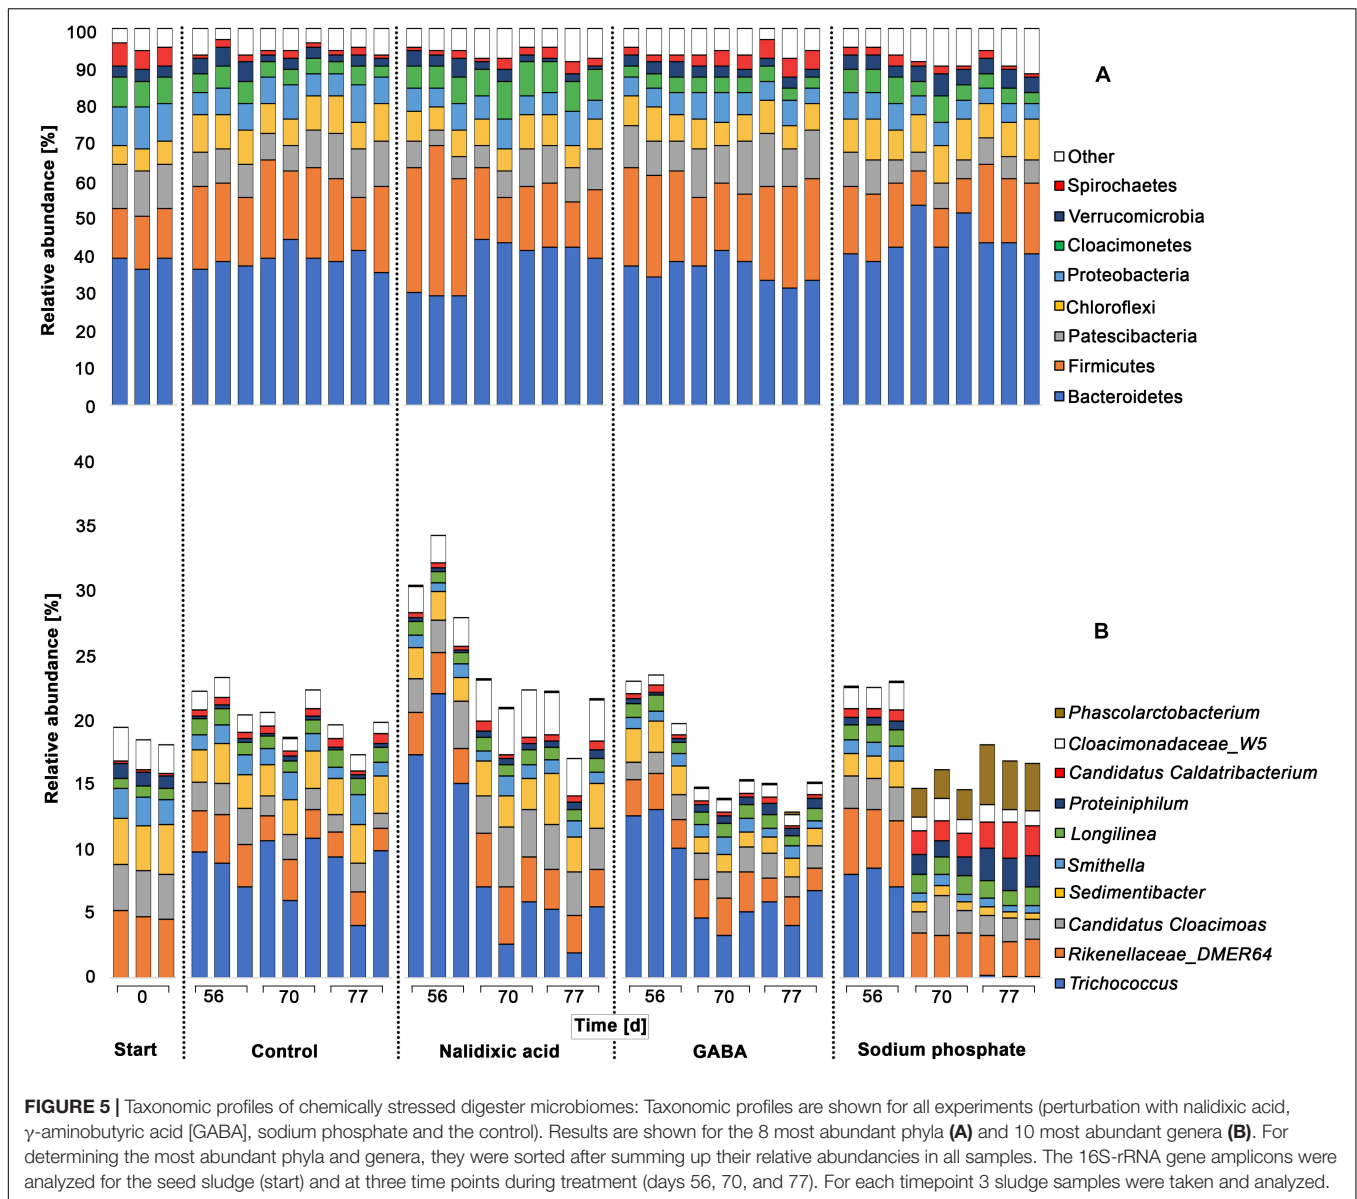 100
90
80
70
60
50
40
30
20
10
0
Relative abundance [%]
A
Other
Spirochaetes
Verrucomicrobia
Cloacimonetes
Proteobacteria
Chloroflexi
Patescibacteria
Firmicutes
Bacteroidetes
40
35
30
25
20
15
10
5
0
Relative abundance [%]
B
Phascolarctobacterium
Cloacimonadaceae_W5
Candidatus Caldatribacterium
Proteiniphilum
Longilinea
Smithella
Sedimentibacter
Candidatus Cloacimoas
Rikenellaceae_DMER64
Trichococcus
0 56 70 77 56 70 77 56 70 77 56 70 77
Time [d]
Start Control Nalidixic acid GABA Sodium phosphate
FIGURE 5 | Taxonomic profiles of chemically stressed digester microbiomes: Taxonomic profiles are shown for all experiments (perturbation with nalidixic acid,
γ-aminobutyric acid [GABA], sodium phosphate and the control). Results are shown for the 8 most abundant phyla (A) and 10 most abundant genera (B). For
determining the most abundant phyla and genera, they were sorted after summing up their relative abundancies in all samples. The 16S-rRNA gene amplicons were
analyzed for the seed sludge (start) and at three time points during treatment (days 56, 70, and 77). For each timepoint 3 sludge samples were taken and analyzed.